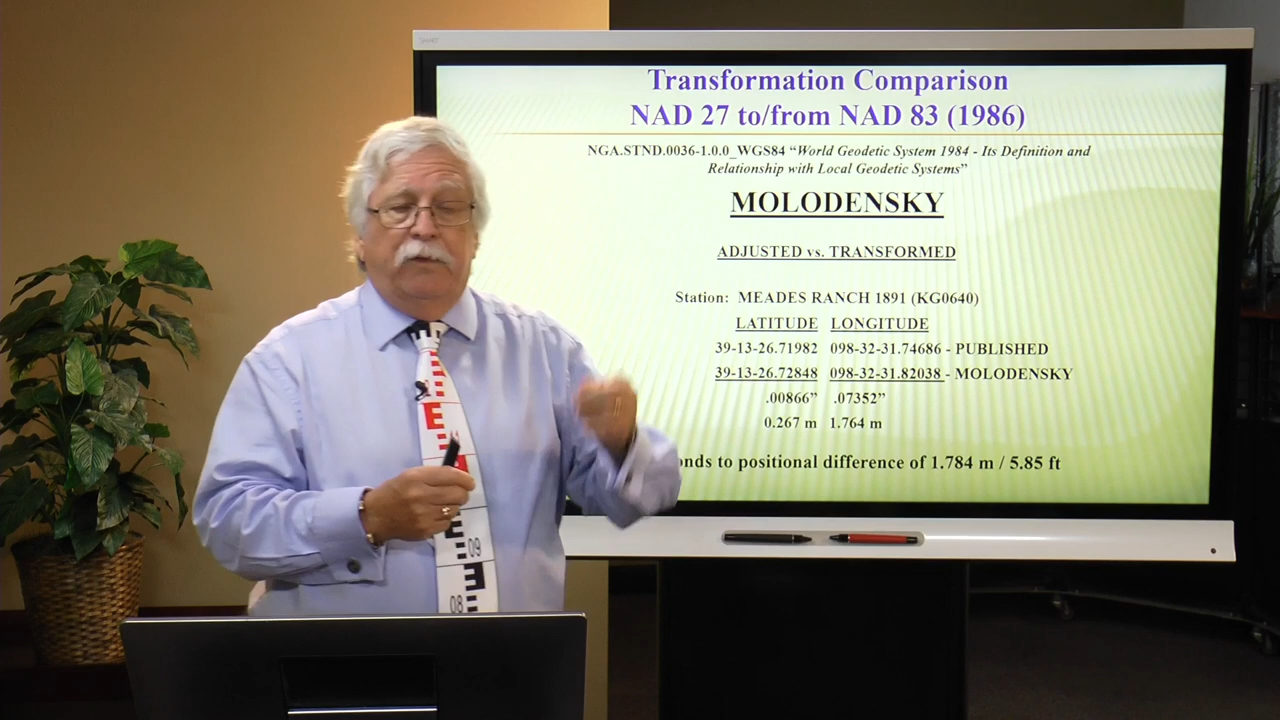 SMART
Transformation Comparison
NAD 27 to/from NAD 83 (1986)
NGA.STND.0036-1.0.0_WGS84 “World Geodetic System 1984 - Its Definition and
Relationship with Local Geodetic Systems”
MOLODENSKY
ADJUSTED vs. TRANSFORMED
Station: MEADES RANCH 1891 (KG0640)
LATITUDE LONGITUDE
39-13-26.71982 098-32-31.74686 - PUBLISHED
39-13-26.72848 098-32-31.82038 - MOLODENSKY
.00866” .07352”
0.267 m 1.764 m
onds to positional difference of 1.784 m / 5.85 ft
09
08